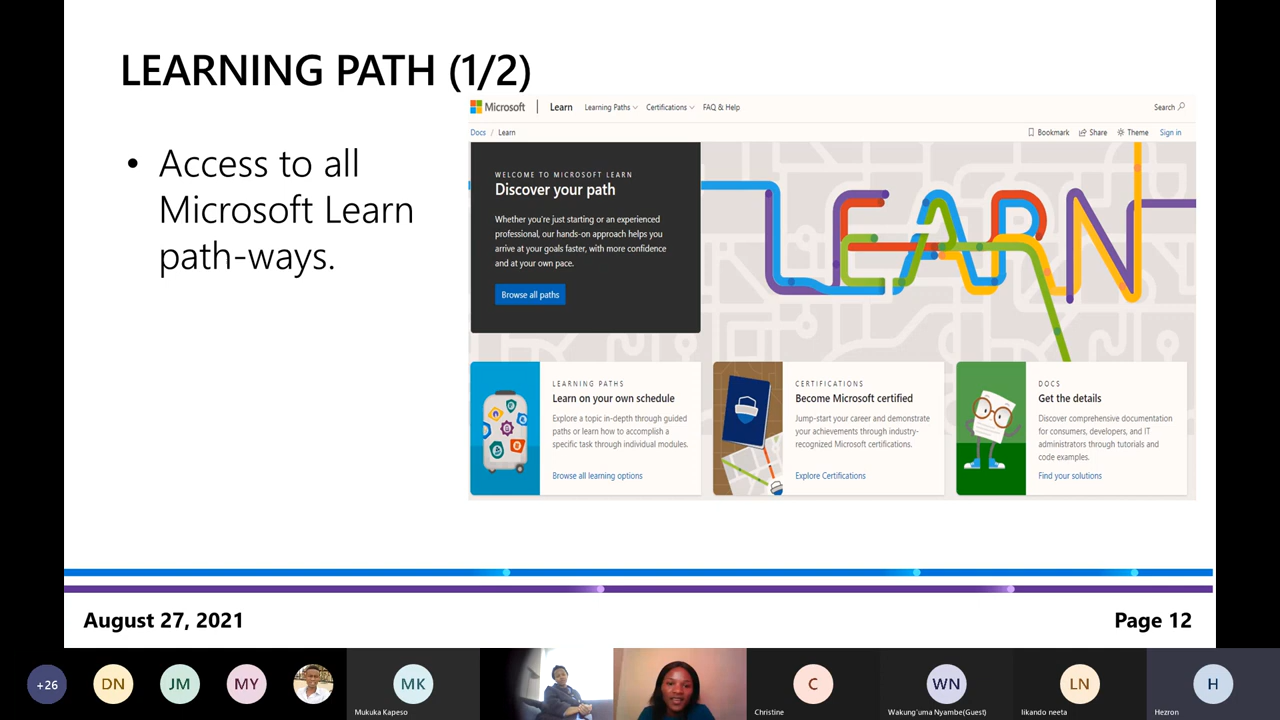 LEARNING PATH (1/2)
• Access to all
Microsoft Learn
path-ways.
Microsoft | Learn Learning Paths Certifications FAQ & Help Search
Docs / Learn Bookmark Share Theme Sign in
WELCOME TO MICROSOFT LEARN
Discover your path
Whether you're just starting or an experienced
professional, our hands-on approach helps you
arrive at your goals faster, with more confidence
and at your own pace.
Browse all paths
LEARN
LEARNING PATHS
Learn on your own schedule
Explore a topic in-depth through guided
paths or learn how to accomplish a
specific task through individual modules.
Browse all learning options
CERTIFICATIONS
Become Microsoft certified
Jump-start your career and demonstrate
your achievements through industry-
recognized Microsoft certifications.
Explore Certifications
DOCS
Get the details
Discover comprehensive documentation
for consumers, developers, and IT
administrators through tutorials and
code examples.
Find your solutions
August 27, 2021 Page 12
+26 DN JM MY MK C WN LN H
Mukuka Kapeso Christine Wakung'uma Nyambe(Guest) likando neeta Hezron